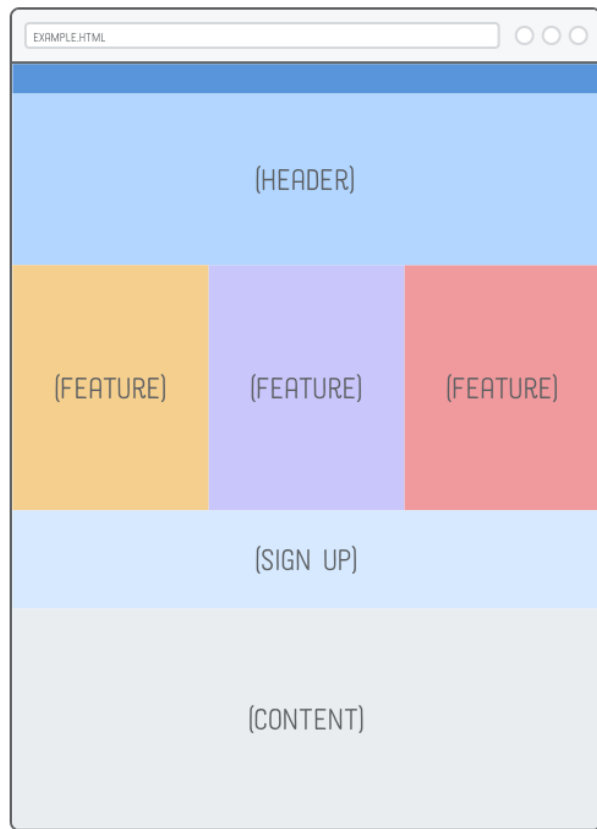 EXAMPLE.HTML
(HEADER)
(FEATURE) (FEATURE) (FEATURE)
(SIGN UP)
(CONTENT)